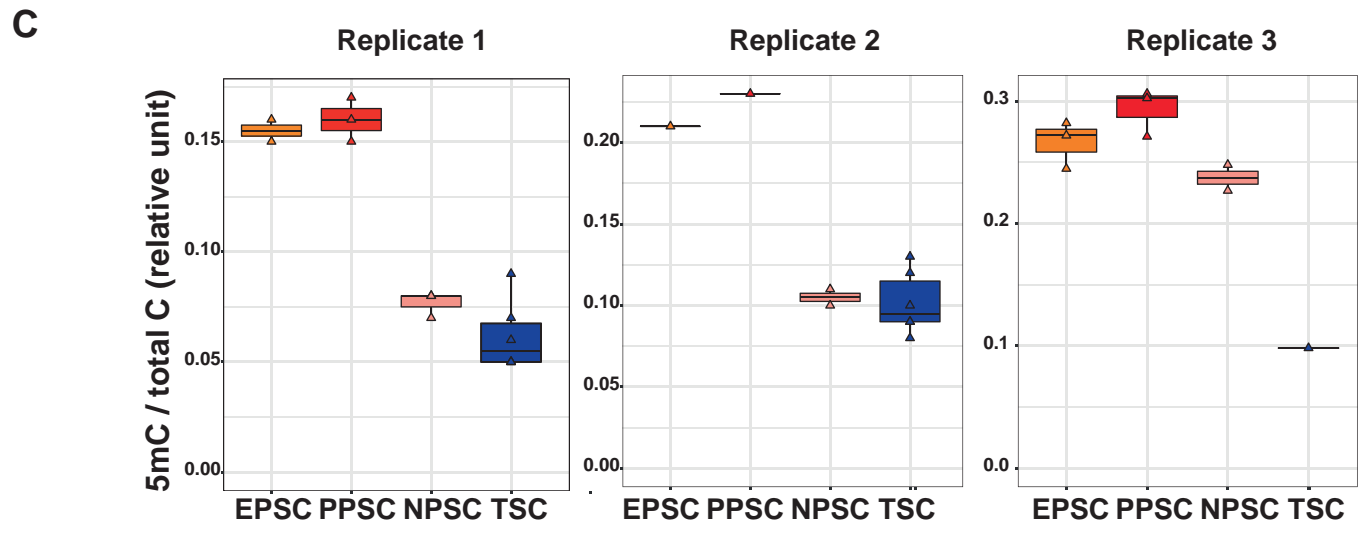 C
Replicate 1
Replicate 2
Replicate 3
5mC / total C (relative unit)
0.15
0.10
0.05
0.00
0.20
0.15
0.10
0.05
0.00
0.3
0.2
0.1
0.0
EPSC PPSC NPSC TSC
EPSC PPSC NPSC TSC
EPSC PPSC NPSC TSC